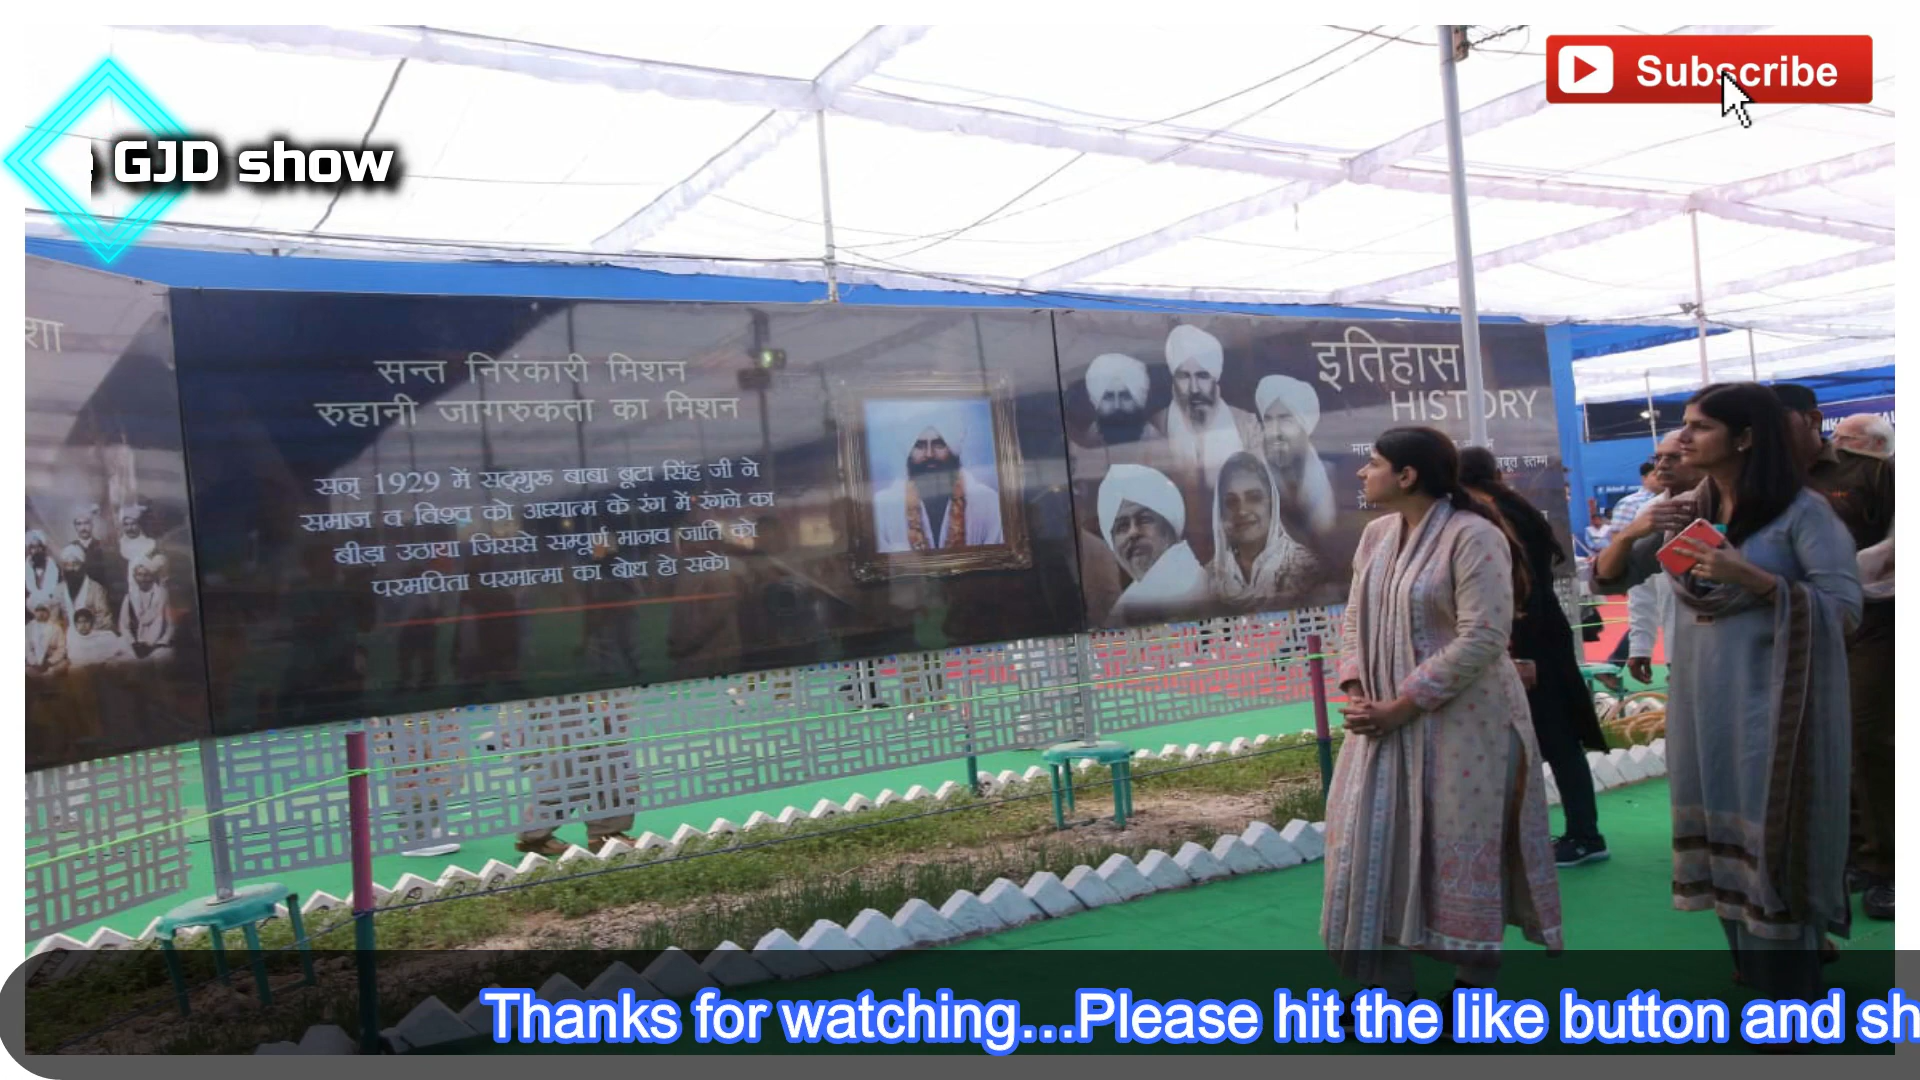 Subscribe
GJD show
शा
सन्त निरंकारी मिशन
रुहानी जागरुकता का मिशन
सन् 1929 में सद्गुरू बाबा बूटा सिंह जी ने
समाज व विश्व को अध्यात्म के रंग में रंगने का
बीड़ा उठाया जिससे सम्पूर्ण मानव जाति को
परमपिता परमात्मा का बोध हो सके।
इतिहास
HISTORY
स्तम्भ
Thanks for watching...Please hit the like button and sh